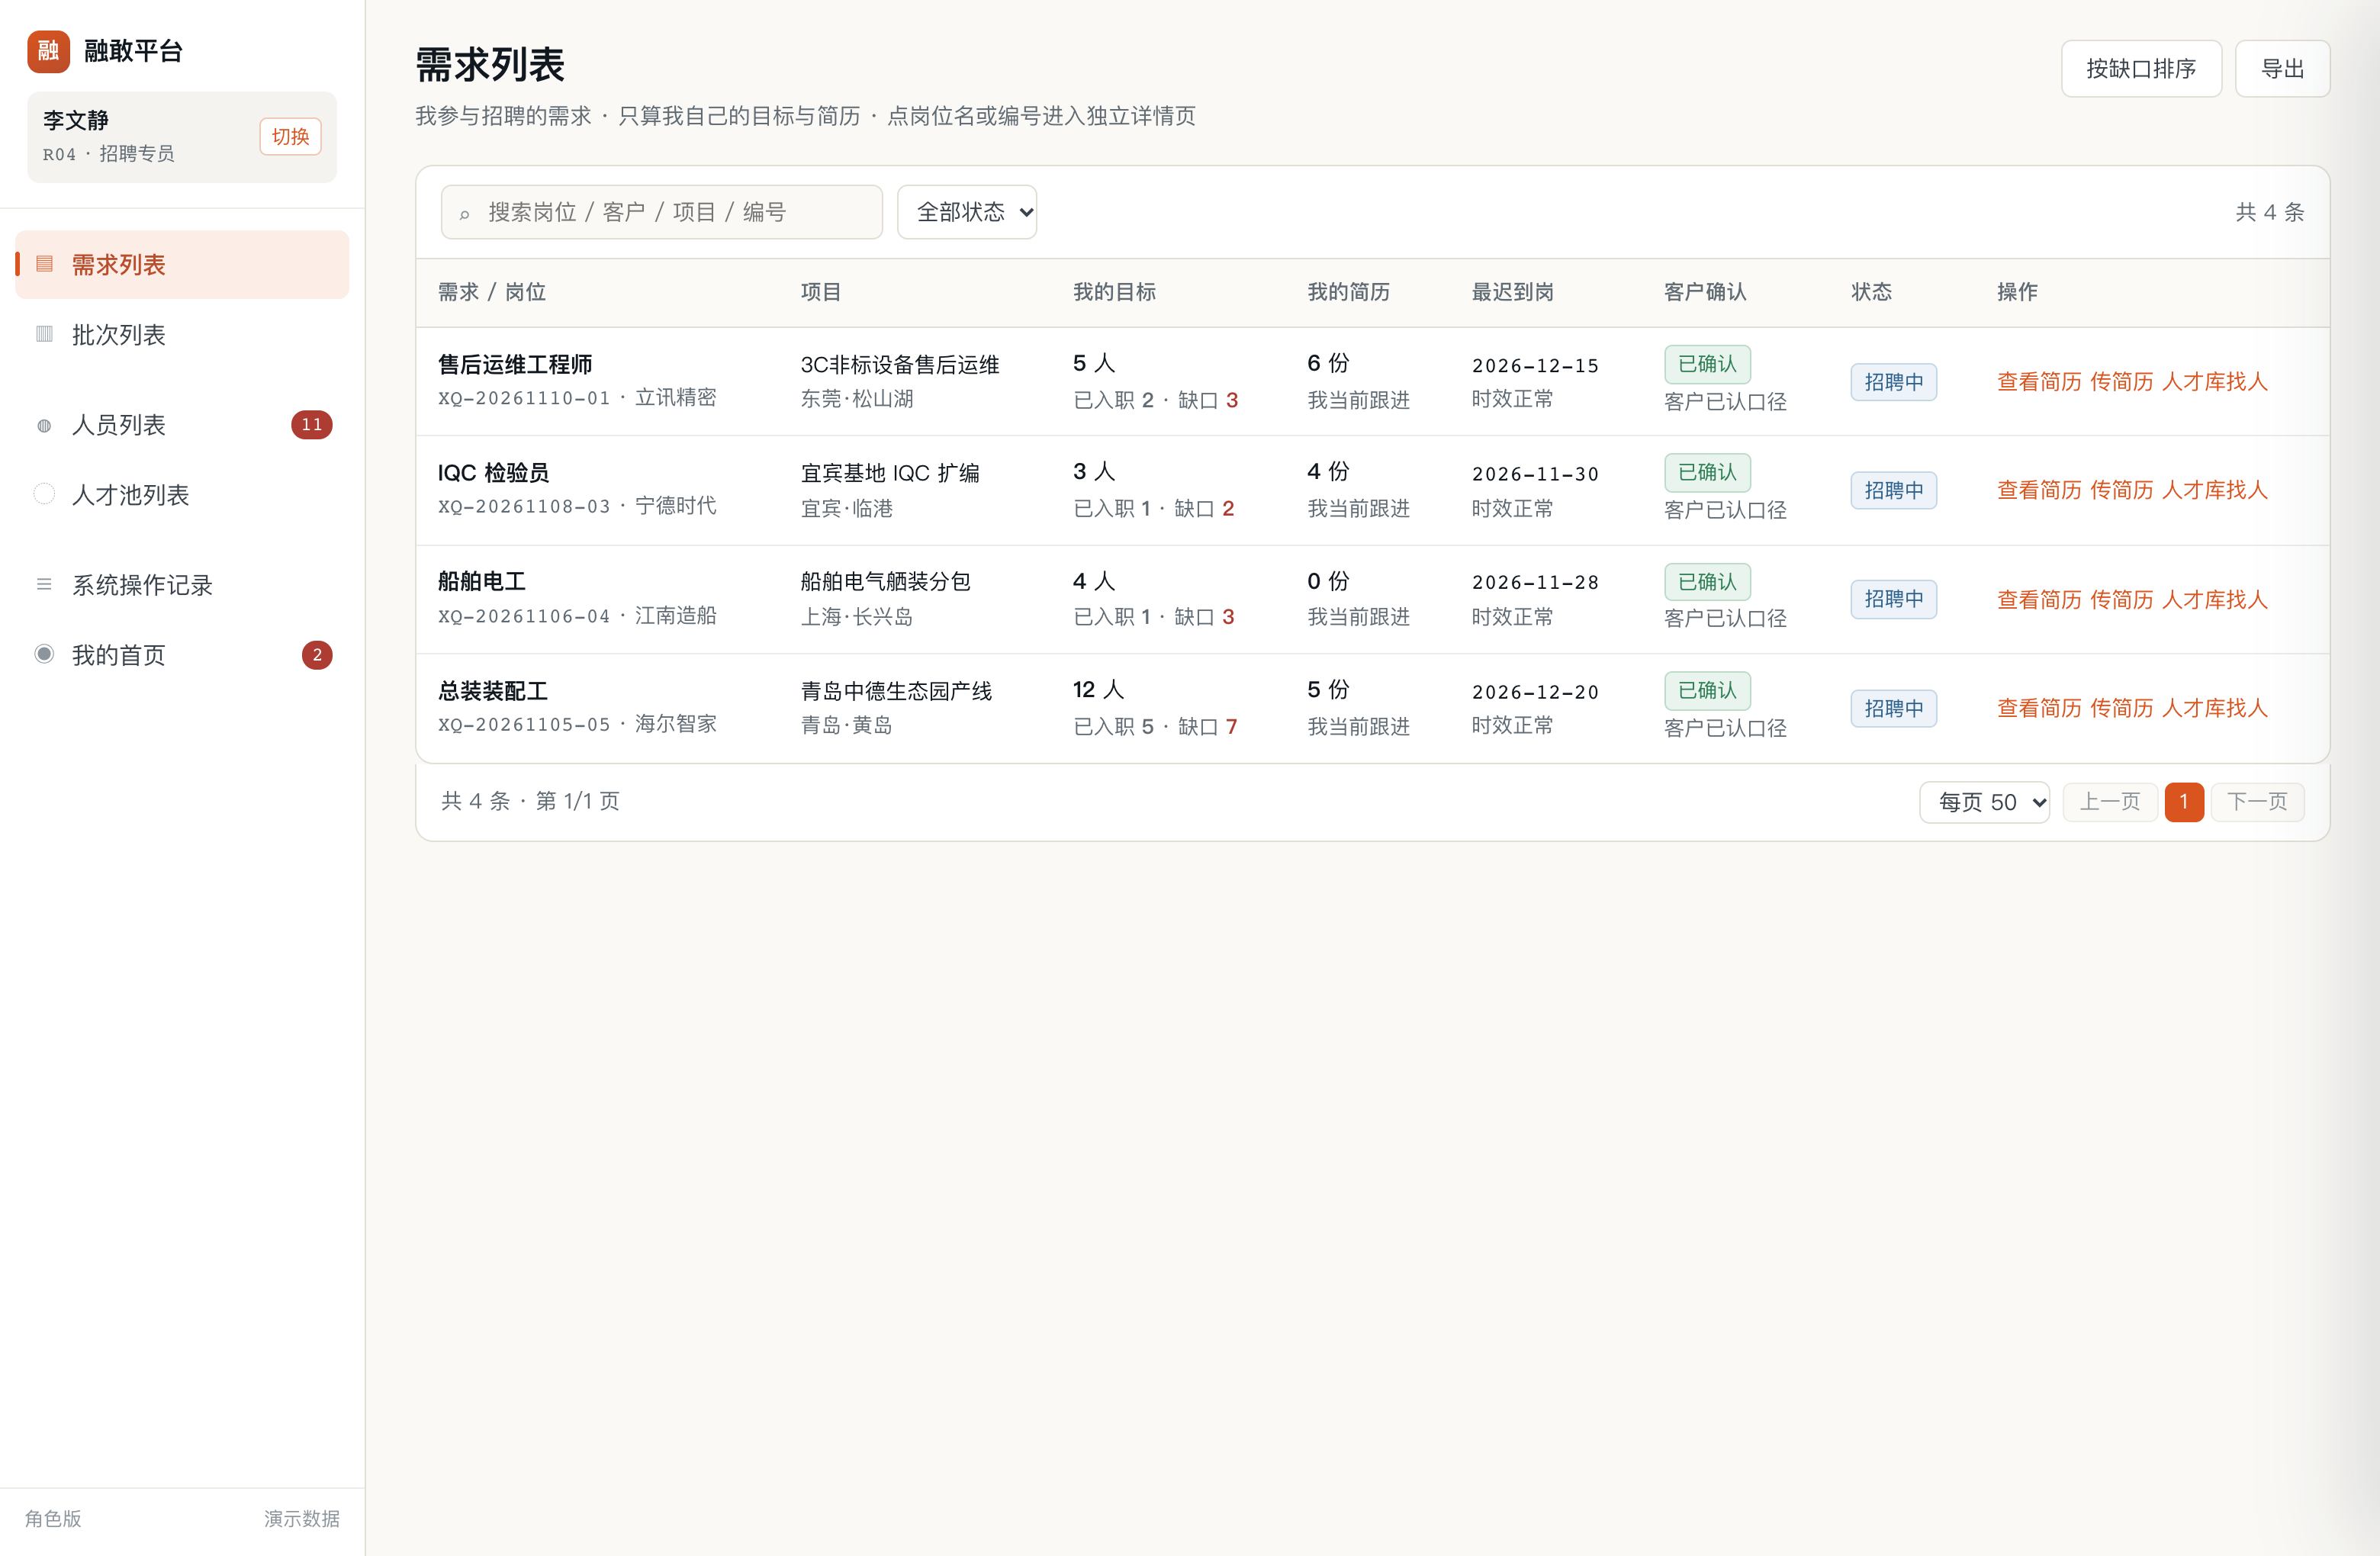 融 融敢平台
李文静
R04 · 招聘专员
切换
需求列表
批次列表
人员列表 11
人才池列表
系统操作记录
我的首页 2
角色版 演示数据
需求列表
我参与招聘的需求 · 只算我自己的目标与简历 · 点岗位名或编号进入独立详情页
按缺口排序 导出
搜索岗位 / 客户 / 项目 / 编号 全部状态 共 4 条
需求 / 岗位 项目 我的目标 我的简历 最迟到岗 客户确认 状态 操作
售后运维工程师 3C非标设备售后运维 5 人 6 份 2026-12-15 已确认 招聘中 查看简历 传简历 人才库找人
XQ-20261110-01 · 立讯精密 东莞·松山湖 已入职 2 · 缺口 3 我当前跟进 时效正常 客户已认口径
IQC 检验员 宜宾基地 IQC 扩编 3 人 4 份 2026-11-30 已确认 招聘中 查看简历 传简历 人才库找人
XQ-20261108-03 · 宁德时代 宜宾·临港 已入职 1 · 缺口 2 我当前跟进 时效正常 客户已认口径
船舶电工 船舶电气舾装分包 4 人 0 份 2026-11-28 已确认 招聘中 查看简历 传简历 人才库找人
XQ-20261106-04 · 江南造船 上海·长兴岛 已入职 1 · 缺口 3 我当前跟进 时效正常 客户已认口径
总装装配工 青岛中德生态园产线 12 人 5 份 2026-12-20 已确认 招聘中 查看简历 传简历 人才库找人
XQ-20261105-05 · 海尔智家 青岛·黄岛 已入职 5 · 缺口 7 我当前跟进 时效正常 客户已认口径
共 4 条 · 第 1/1 页 每页 50 上一页 1 下一页